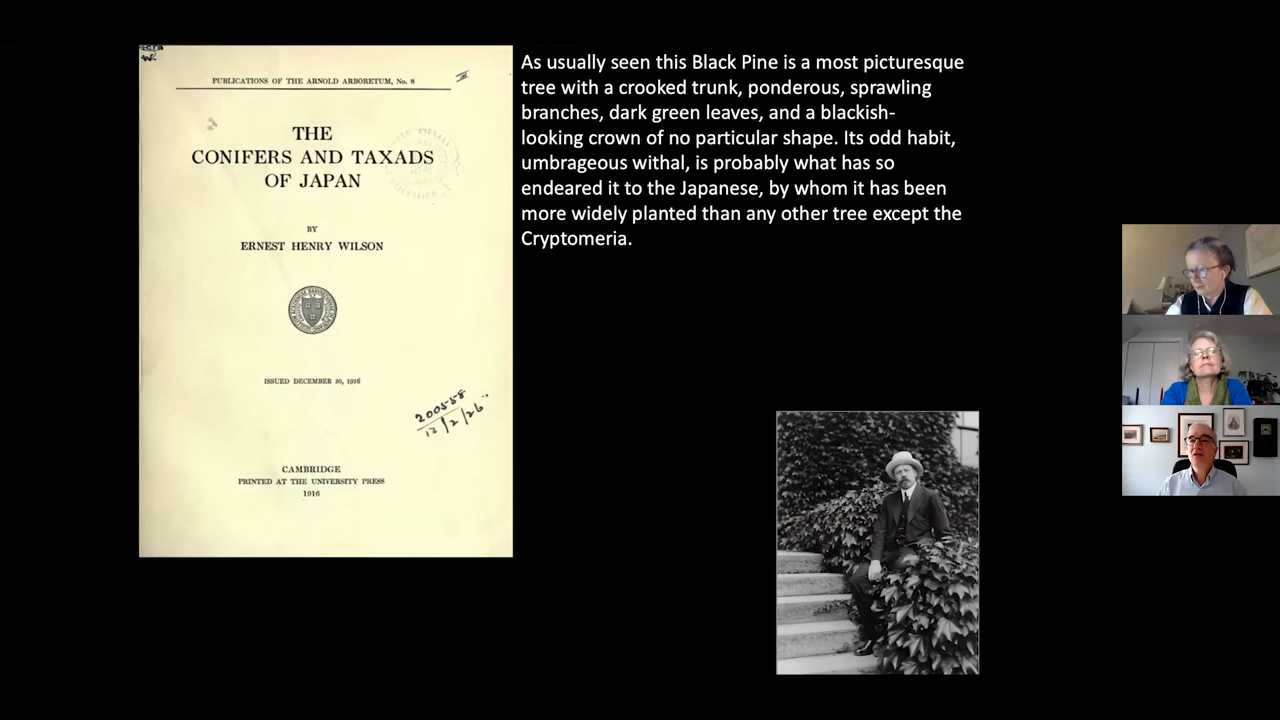 PUBLICATIONS OF THE ARNOLD ARBORETUM, No. 8
THE
CONIFERS AND TAXADS
OF JAPAN
BY
ERNEST HENRY WILSON
ISSUED DECEMBER 30, 1916
200558
12/2/26
CAMBRIDGE
PRINTED AT THE UNIVERSITY PRESS
1916
As usually seen this Black Pine is a most picturesque
tree with a crooked trunk, ponderous, sprawling
branches, dark green leaves, and a blackish-
looking crown of no particular shape. Its odd habit,
umbrageous withal, is probably what has so
endeared it to the Japanese, by whom it has been
more widely planted than any other tree except the
Cryptomeria.